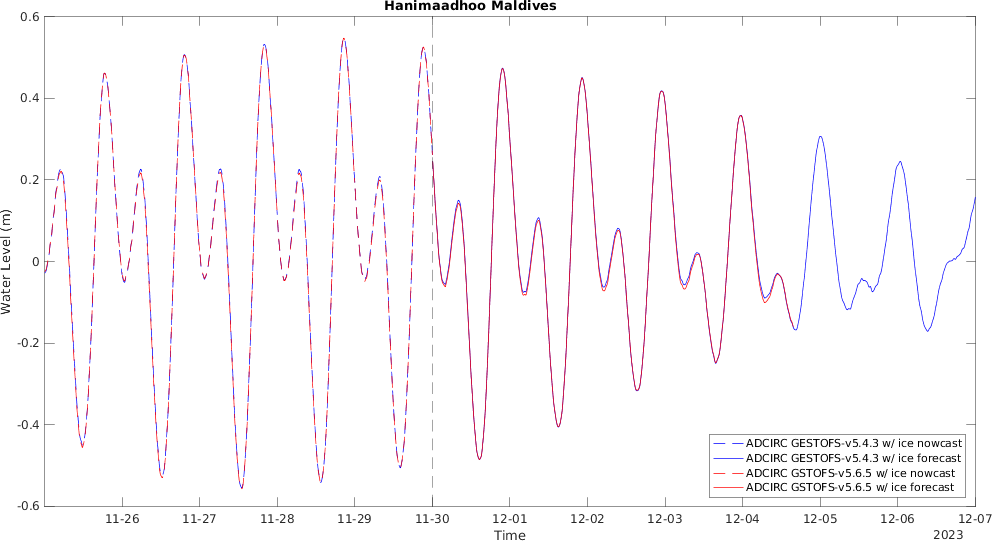 Hanimaadhoo Maldives
0.6
0.4
0.2
0
-0.2
-0.4
-0.6
Water Level (m)
11-26
11-27
11-28
11-29
11-30
12-01
12-02
12-03
12-04
12-05
12-06
12-07
Time
2023
ADCIRC GESTOFS-v5.4.3 w/ ice nowcast
ADCIRC GESTOFS-v5.4.3 w/ ice forecast
ADCIRC GSTOFS-v5.6.5 w/ ice nowcast
ADCIRC GSTOFS-v5.6.5 w/ ice forecast